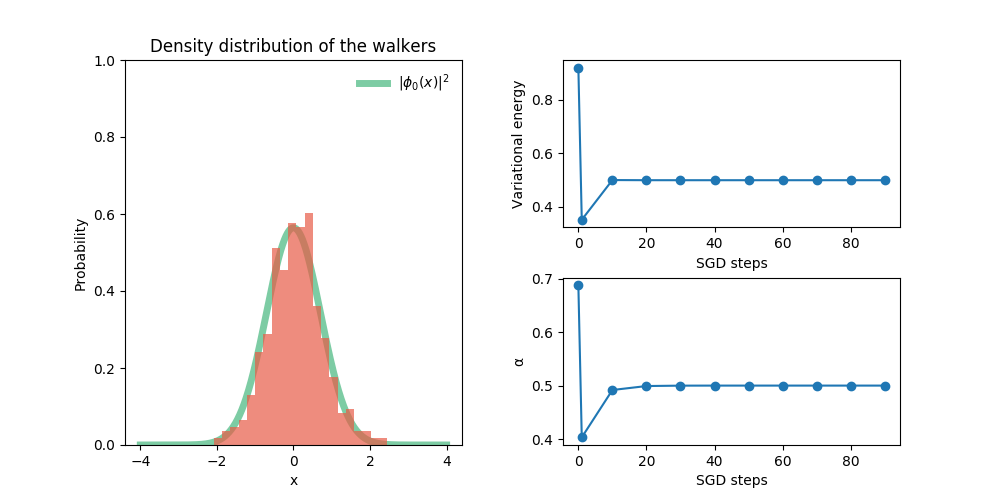 Density distribution of the walkers
|ϕ₀(x)|²
Probability
1.0
0.8
0.6
0.4
0.2
0.0
−4 −2 0 2 4
x
Variational energy
0.8
0.6
0.4
0 20 40 60 80
SGD steps
α
0.7
0.6
0.5
0.4
0 20 40 60 80
SGD steps